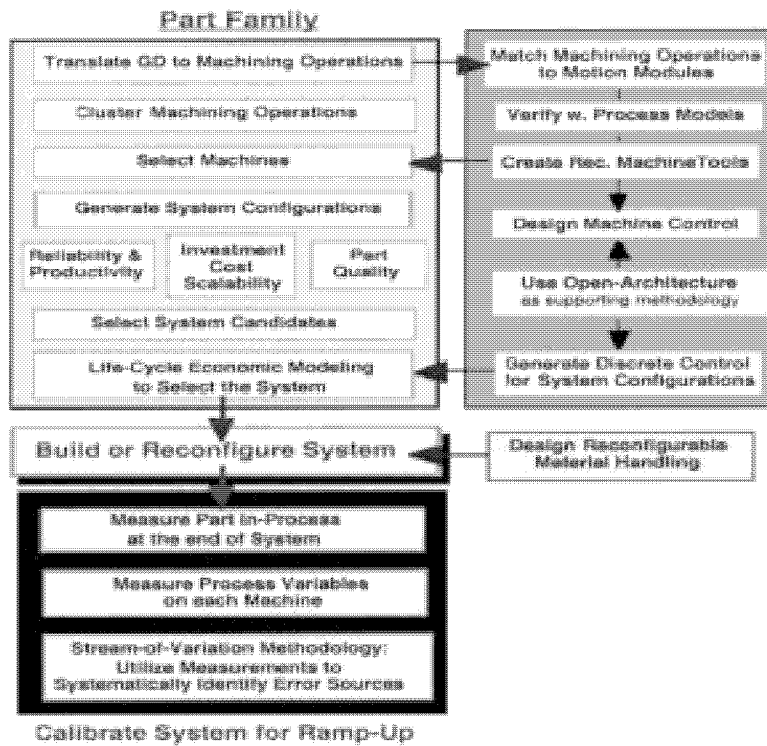 Part Family
Translate GD to Machining Operations
Cluster Machining Operations
Select Machines
Generate System Configurations
Reliability &
Productivity
Investment
Cost
Scalability
Part
Quality
Select System Candidates
Life-Cycle Economic Modeling
to Select the System
Match Machining Operations
to Motion Modules
Verify w. Process Models
Create Rec. MachineTools
Design Machine Control
Use Open-Architecture
as supporting methodology
Generate Discrete Control
for System Configurations
Build or Reconfigure System
Design Reconfigurable
Material Handling
Measure Part in-Process
at the end of System
Measure Process Variables
on each Machine
Stream-of-Variation Methodology:
Utilize Measurements to
Systematically Identify Error Sources
Calibrate System for Ramp-Up